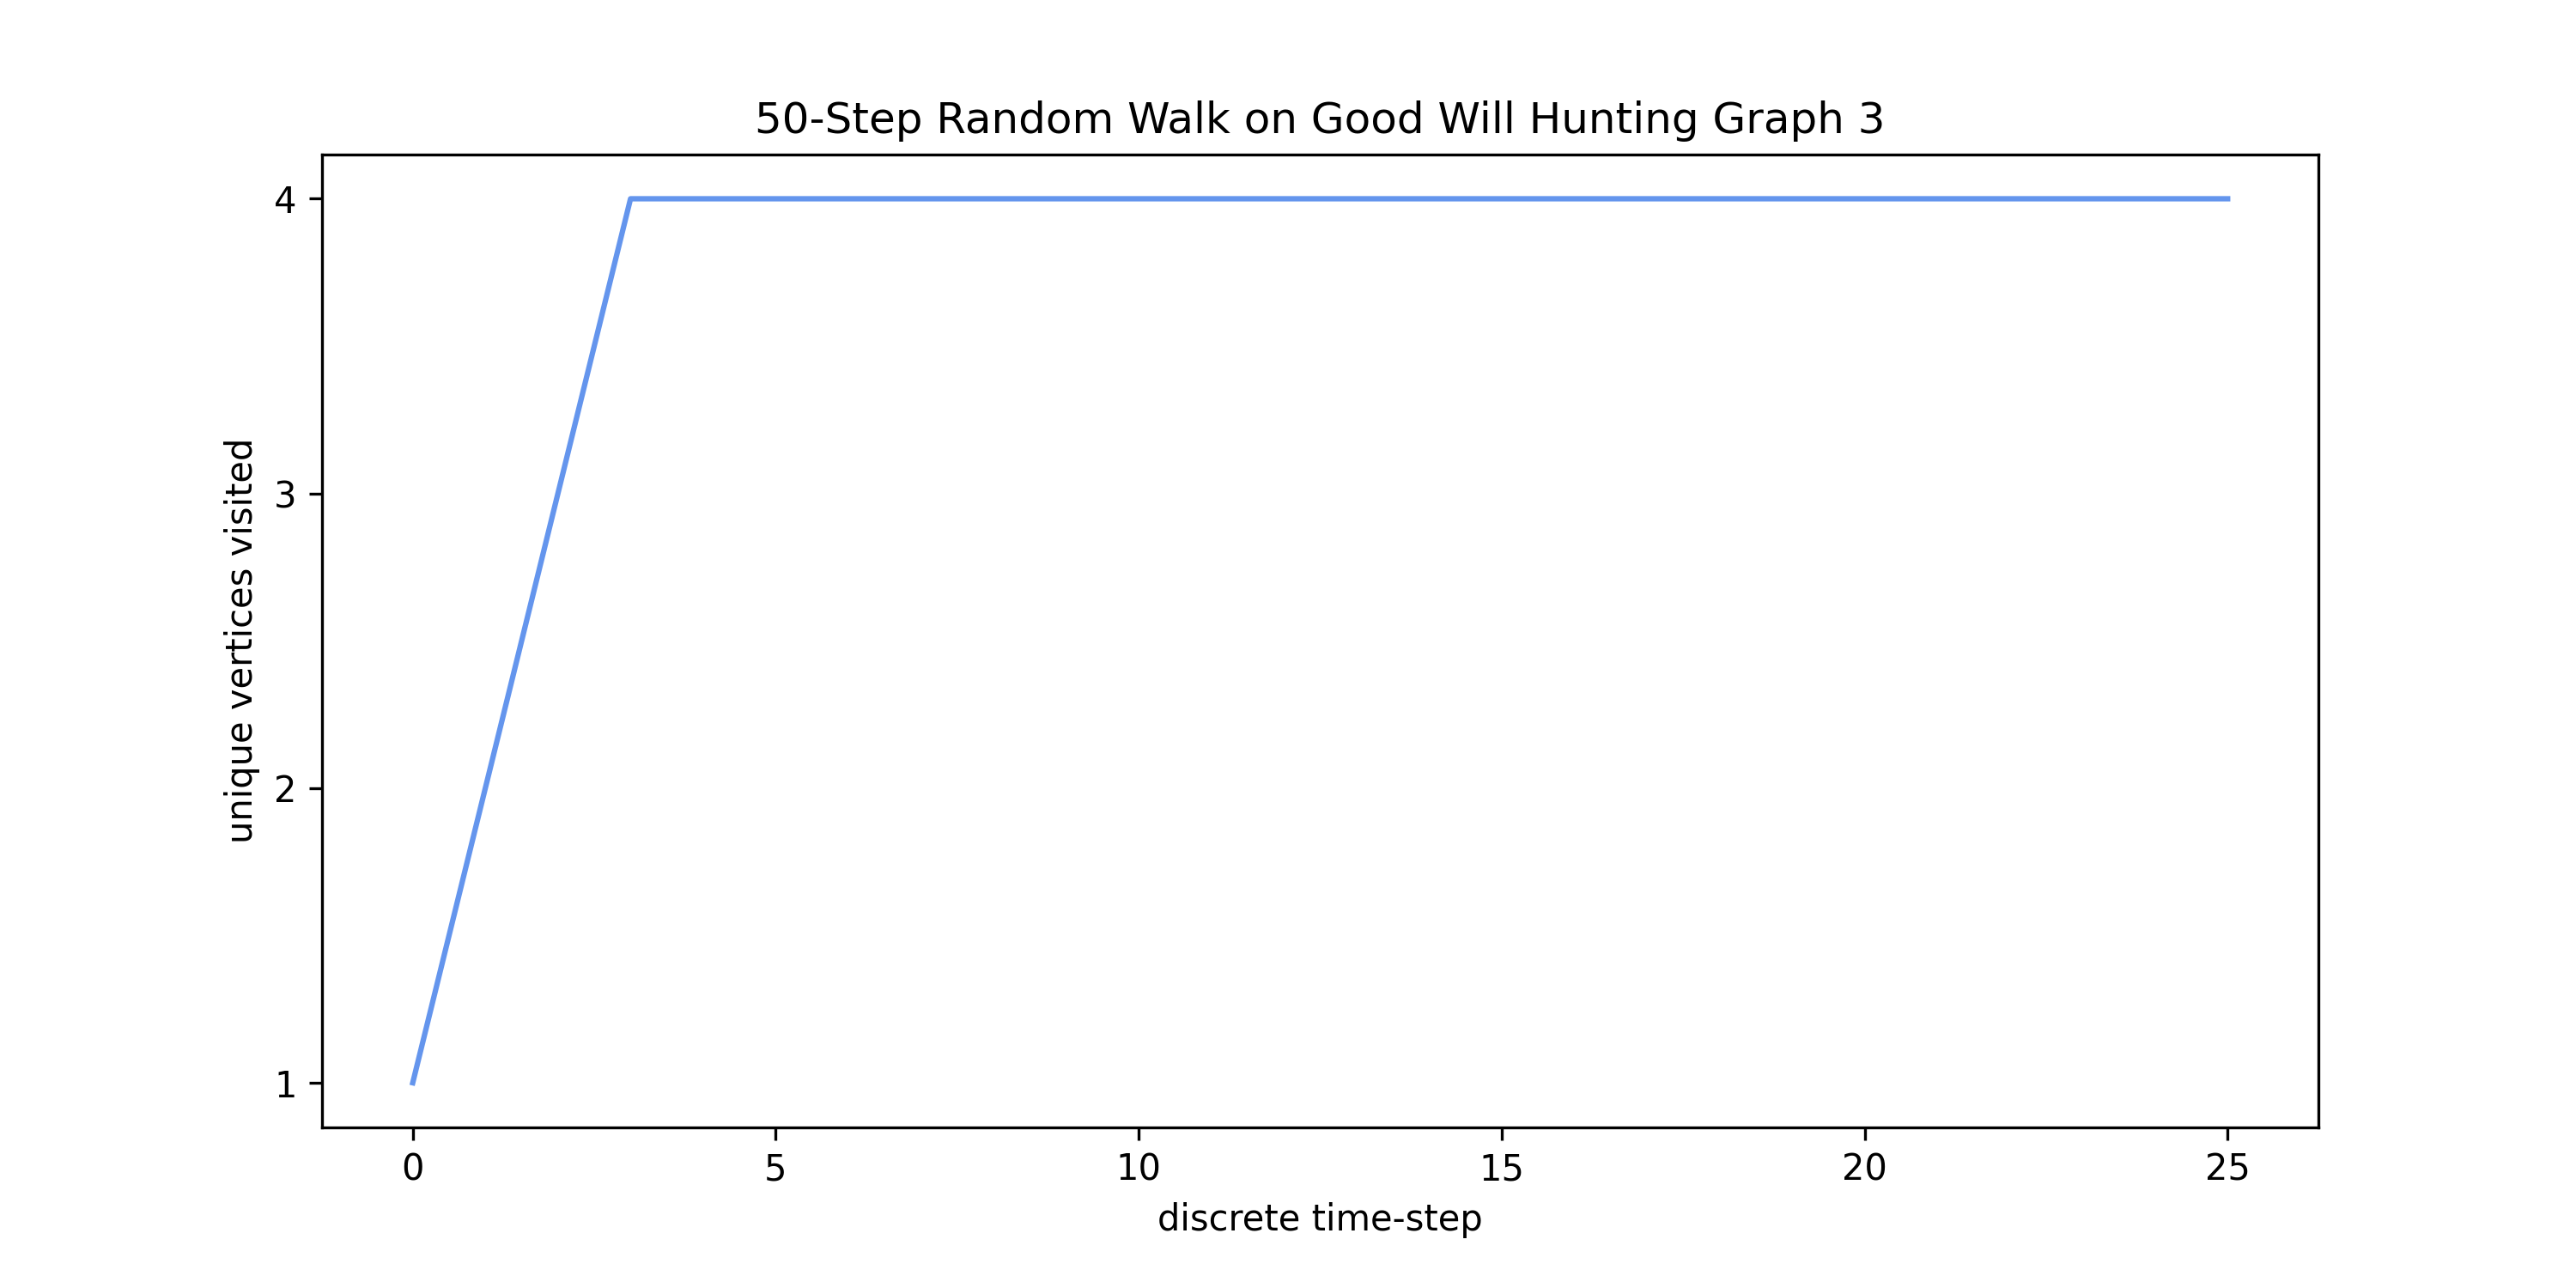 50-Step Random Walk on Good Will Hunting Graph 3
4
3
2
1
unique vertices visited
0 5 10 15 20 25
discrete time-step